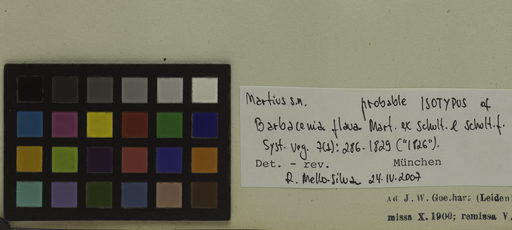 Martius s.n. probable ISOTYPUS of
Barbacenia flava Mart. ex Schult. & Schult. f.
Syst. veg. 7(1): 286. 1829 ("1826").
Det. - rev. München
R. Mello-Silva 24.IV.2007
Ad J. W. Goethart (Leiden)
missa X. 1900; remissa V.